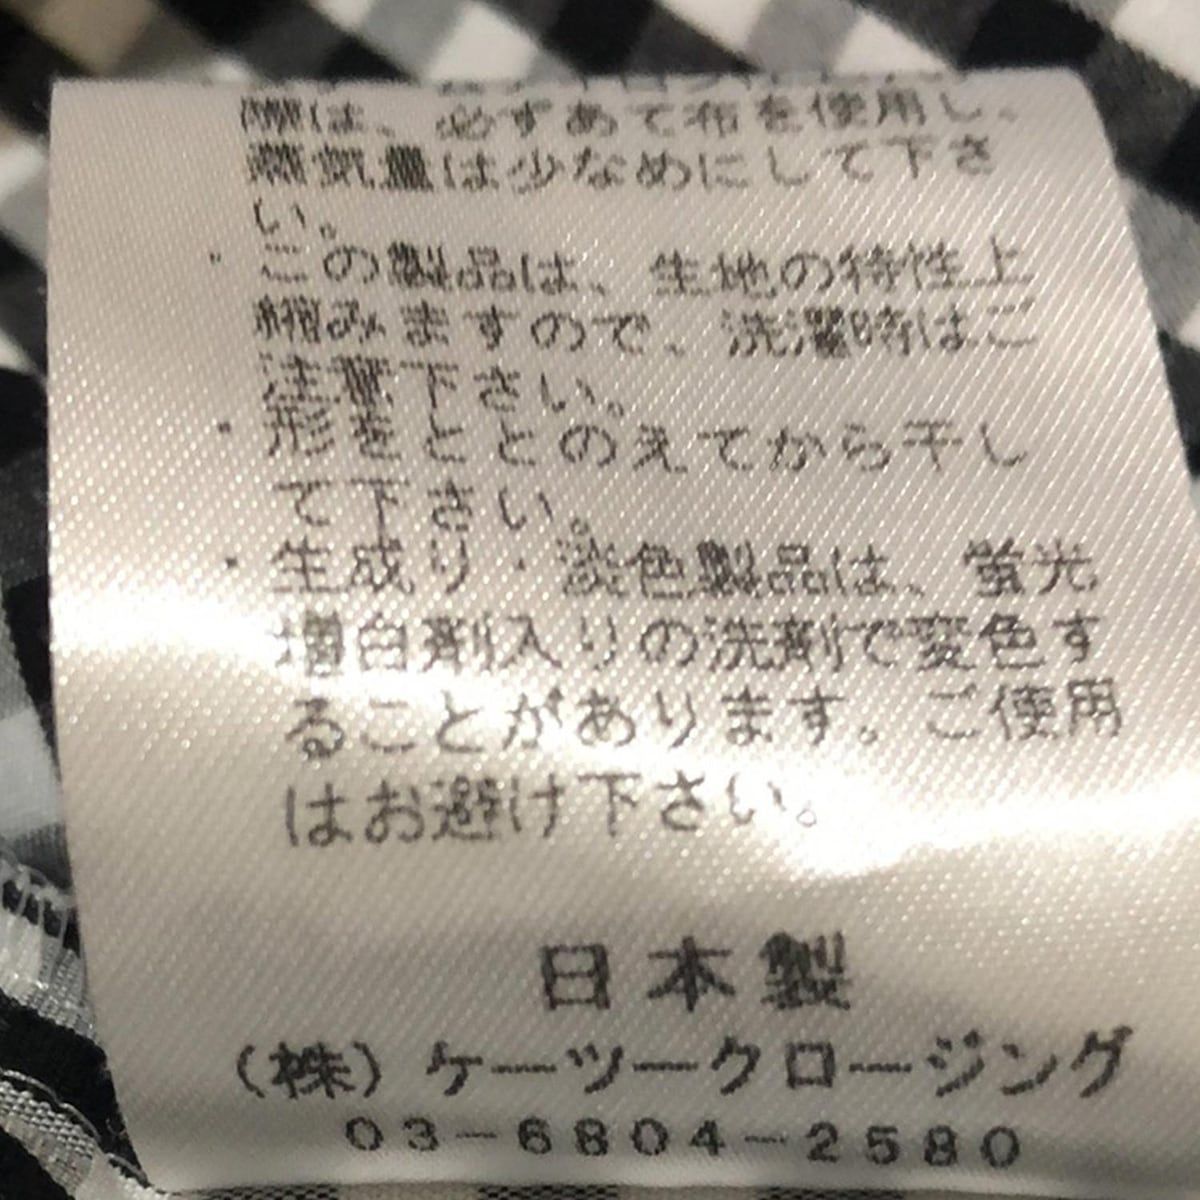 際は、必ずあて布を使用し、
蒸気量は少なめにして下さ
い。
・この製品は、生地の特性上
縮みますので、洗濯時はご
注意下さい。
・形をととのえてから干し
て下さい。
・生成り・淡色製品は、蛍光
増白剤入りの洗剤で変色す
ることがあります。ご使用
はお避け下さい。
日本製
(株)ケーツークロージング
03-6804-2580